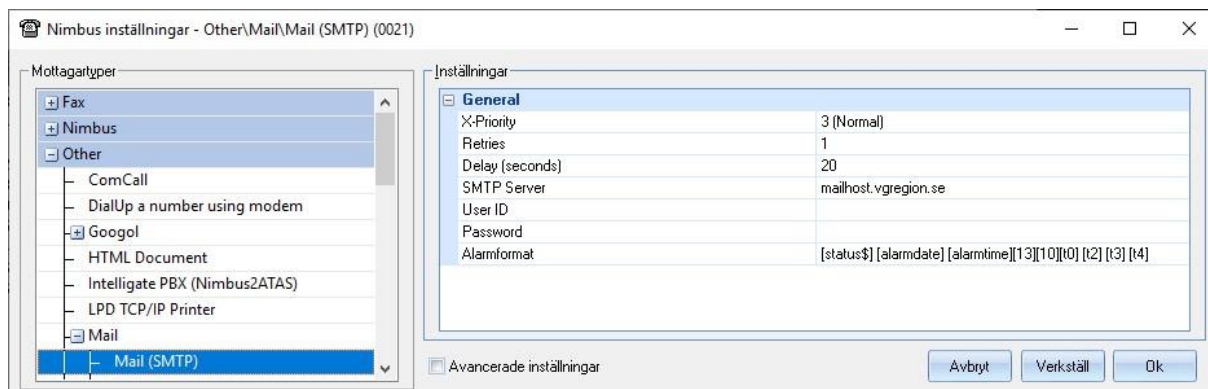 Nimbus inställningar - Other\Mail\Mail (SMTP) (0021)
Mottagartyper
Fax
Nimbus
Other
ComCall
DialUp a number using modem
Googol
HTML Document
Intelligate PBX (Nimbus2ATAS)
LPD TCP/IP Printer
Mail
Mail (SMTP)
Inställningar
General
X-Priority 3 (Normal)
Retries 1
Delay (seconds) 20
SMTP Server mailhost.vgregion.se
User ID
Password
Alarmformat [status$] [alarmdate] [alarmtime][13][10][t0] [t2] [t3] [t4]
Avancerade inställningar
Avbryt Verkställ Ok